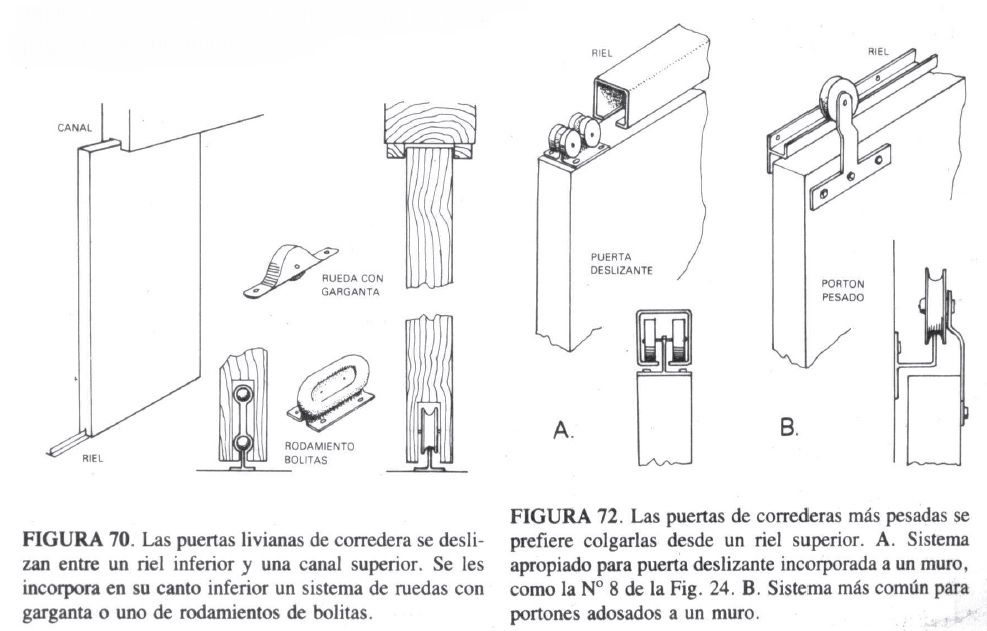 CANAL
RUEDA CON
GARGANTA
RODAMIENTO
BOLITAS
RIEL
FIGURA 70. Las puertas livianas de corredera se desli-
zan entre un riel inferior y una canal superior. Se les
incorpora en su canto inferior un sistema de ruedas con
garganta o uno de rodamientos de bolitas.
RIEL
PUERTA
DESLIZANTE
A.
RIEL
PORTON
PESADO
B.
FIGURA 72. Las puertas de correderas más pesadas se
prefiere colgarlas desde un riel superior. A. Sistema
apropiado para puerta deslizante incorporada a un muro,
como la Nº 8 de la Fig. 24. B. Sistema más común para
portones adosados a un muro.